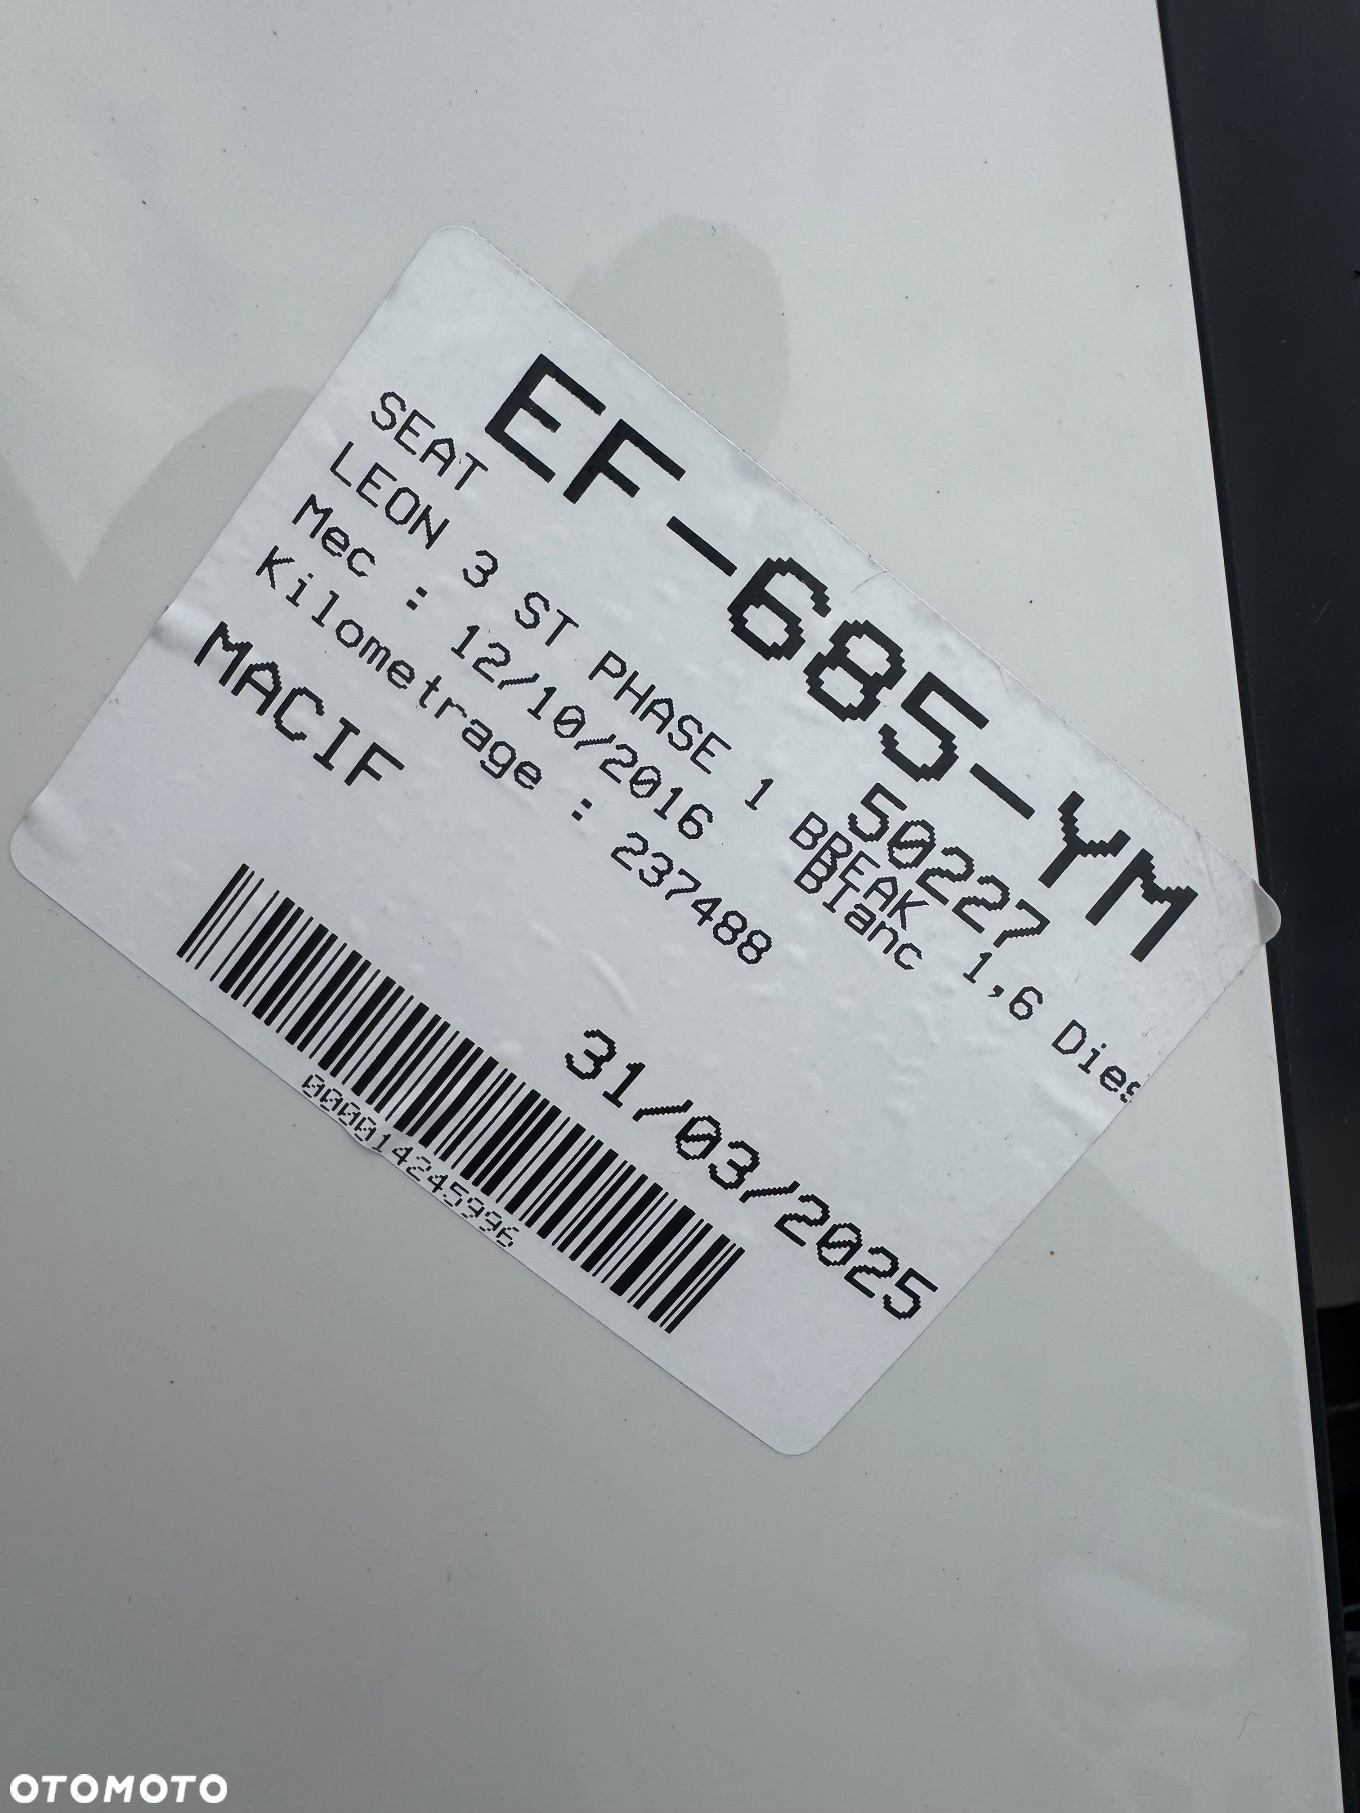 EF-685-YM
SEAT
50227
LEON 3 ST PHASE 1 BREAK 1,6 Dies
Mec : 12/10/2016
Blanc
Kilometrage : 237488
MACIF
31/03/2025
000014245996
OTOMOTO